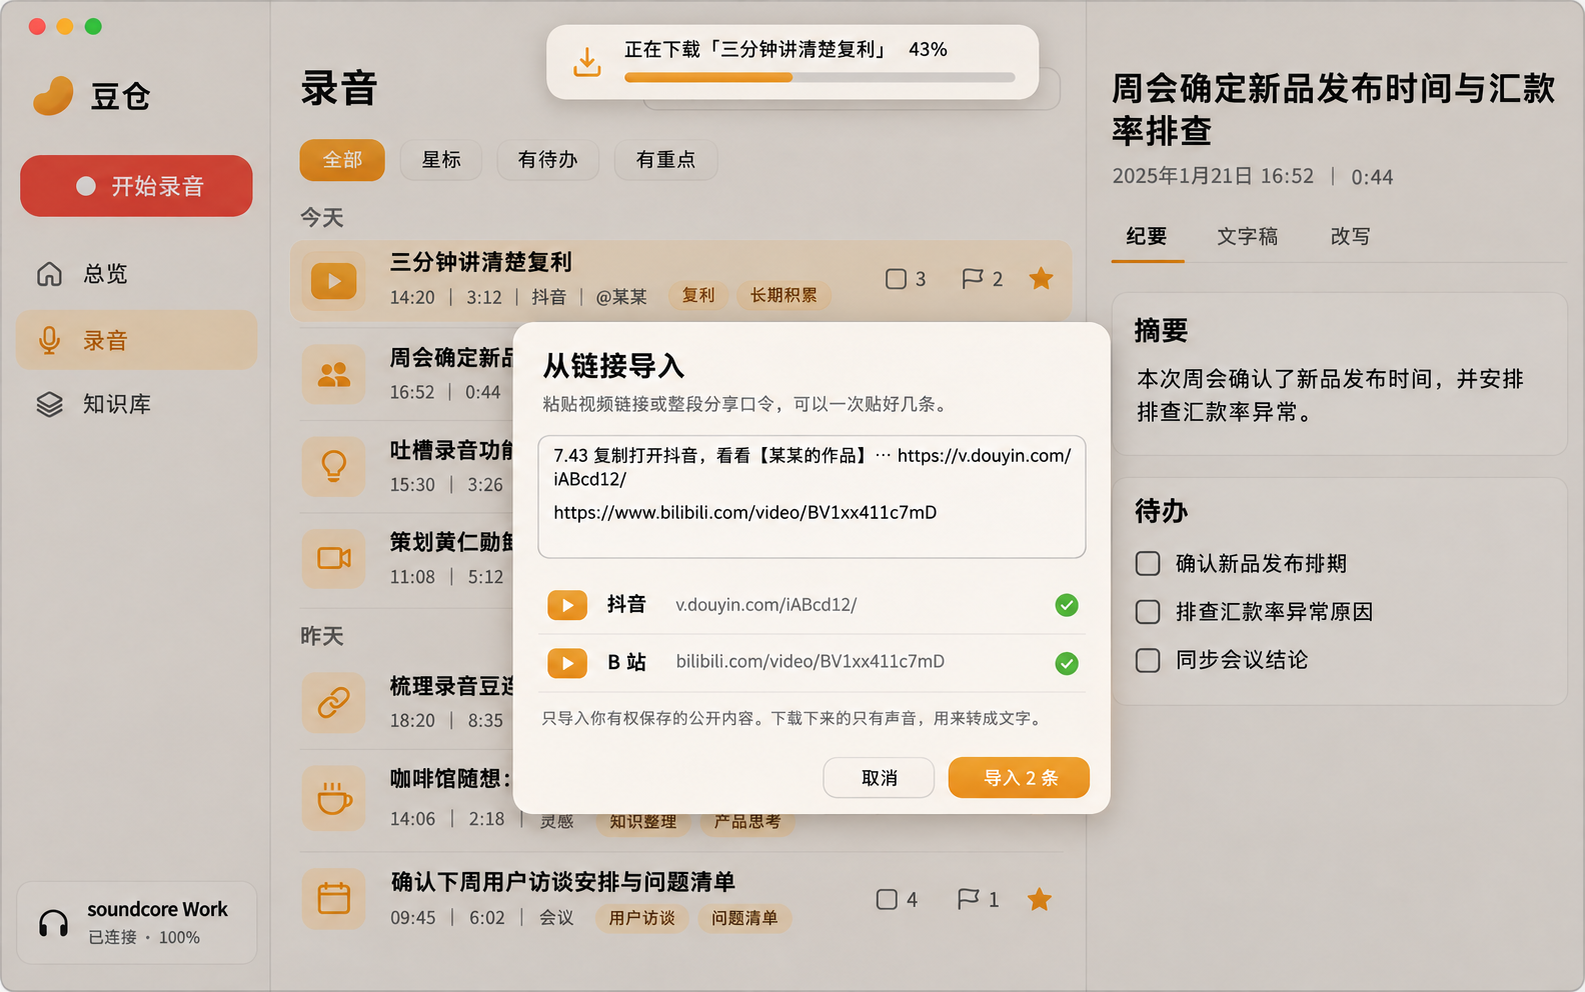 豆仓
开始录音
总览
录音
知识库
soundcore Work
已连接 · 100%
录音
正在下载「三分钟讲清楚复利」 43%
全部 星标 有待办 有重点
今天
三分钟讲清楚复利
14:20 | 3:12 | 抖音 | @某某 复利 长期积累
3 2
周会确定新品
16:52 | 0:44
吐槽录音功能
15:30 | 3:26
策划黄仁勋
11:08 | 5:12
昨天
梳理录音豆
18:20 | 8:35
咖啡馆随想：
14:06 | 2:18 | 灵感 知识整理 产品思考
确认下周用户访谈安排与问题清单
09:45 | 6:02 | 会议 用户访谈 问题清单
4 1
从链接导入
粘贴视频链接或整段分享口令，可以一次贴好几条。
7.43 复制打开抖音，看看【某某的作品】… https://v.douyin.com/
iABcd12/
https://www.bilibili.com/video/BV1xx411c7mD
抖音 v.douyin.com/iABcd12/
B 站 bilibili.com/video/BV1xx411c7mD
只导入你有权保存的公开内容。下载下来的只有声音，用来转成文字。
取消 导入 2 条
周会确定新品发布时间与汇款
率排查
2025年1月21日 16:52 | 0:44
纪要 文字稿 改写
摘要
本次周会确认了新品发布时间，并安排
排查汇款率异常。
待办
确认新品发布排期
排查汇款率异常原因
同步会议结论